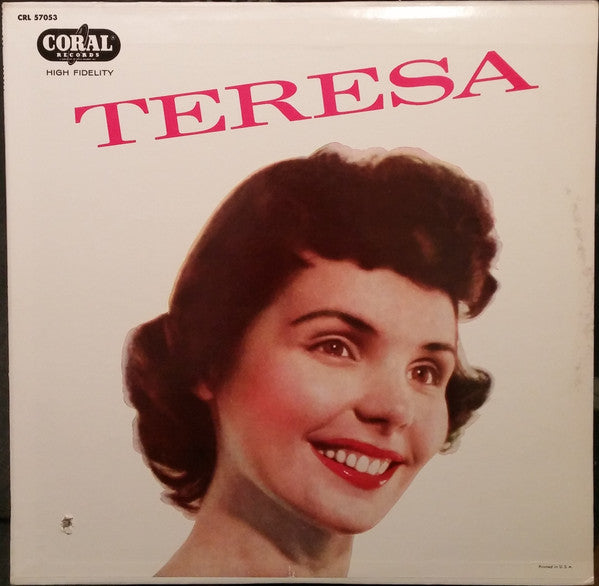 CRL 57053
CORAL
RECORDS
HIGH FIDELITY
TERESA
Printed in U.S.A.